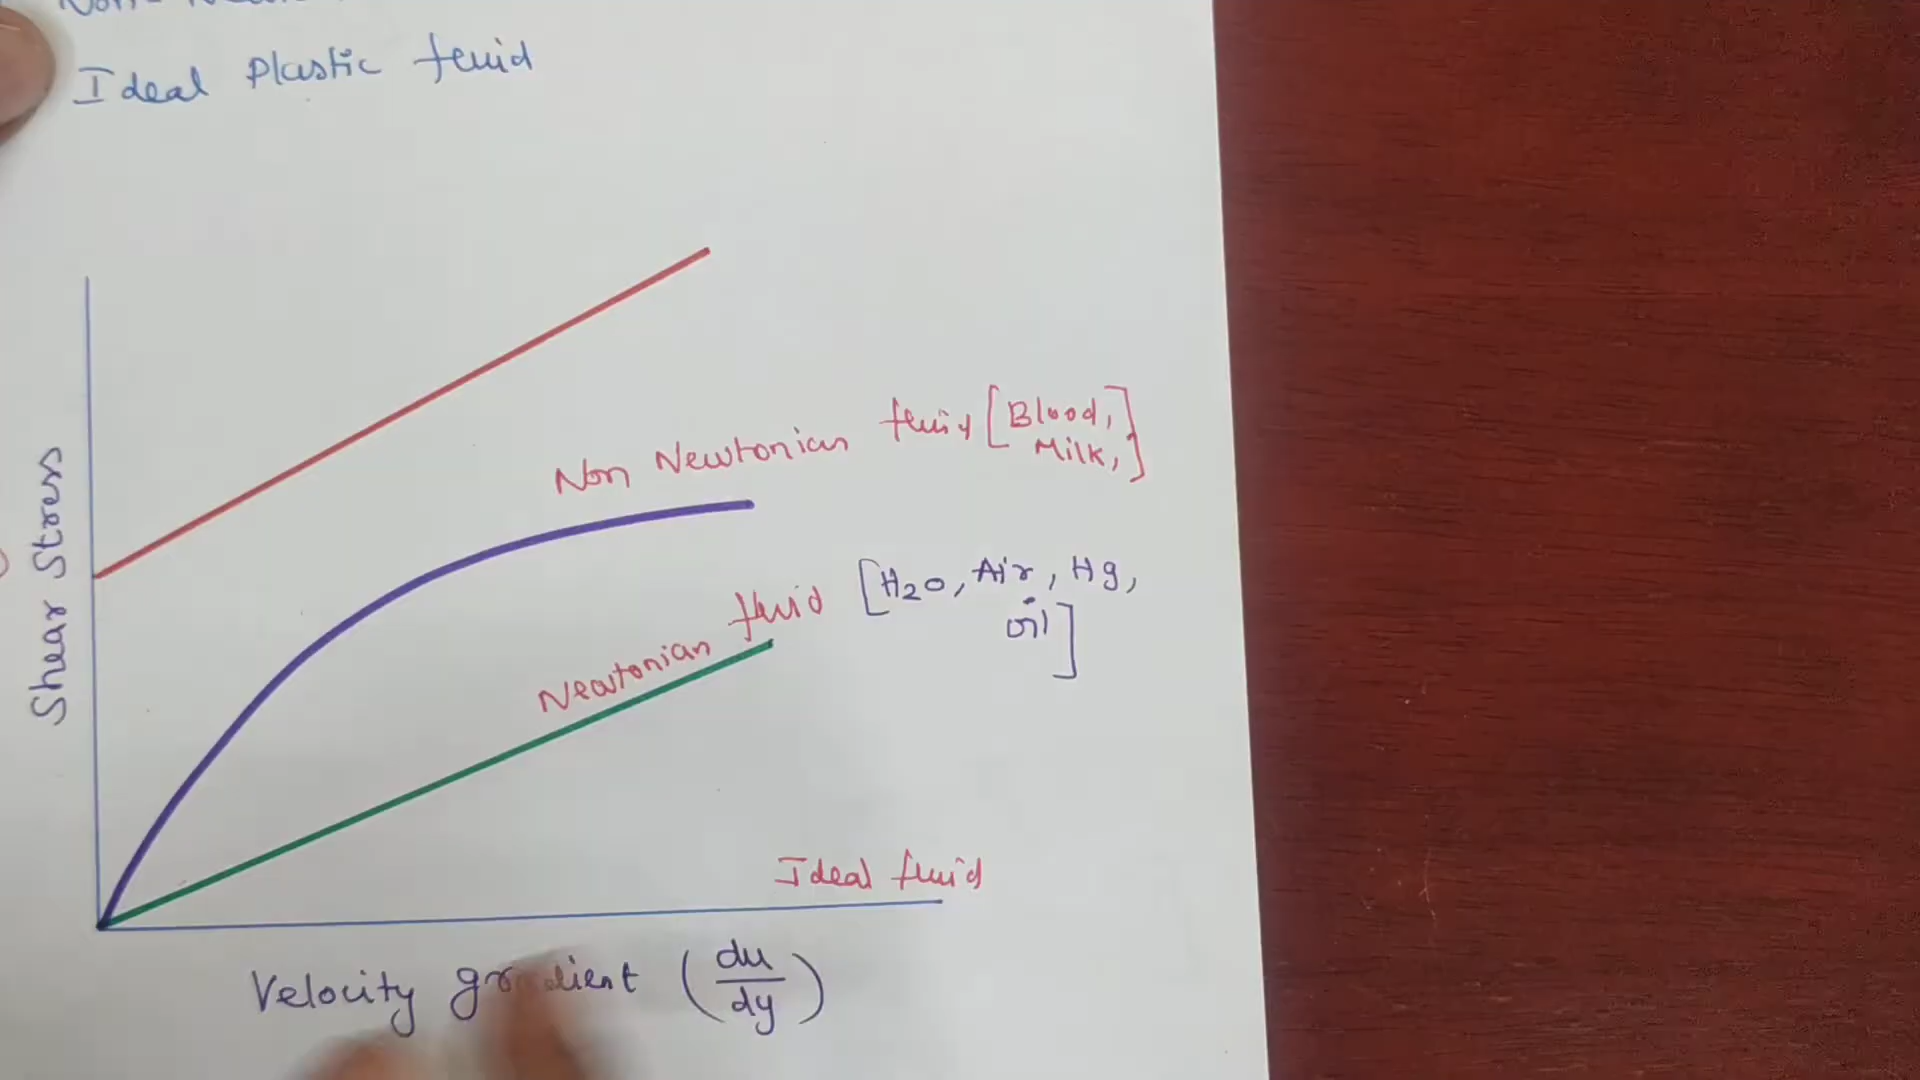 Ideal Plastic fluid
Non Newtonian fluid [Blood,
Milk,]
Newtonian fluid [H2O, Air, Hg,
oil]
Shear Stress
Ideal fluid
Velocity gradient (du/dy)